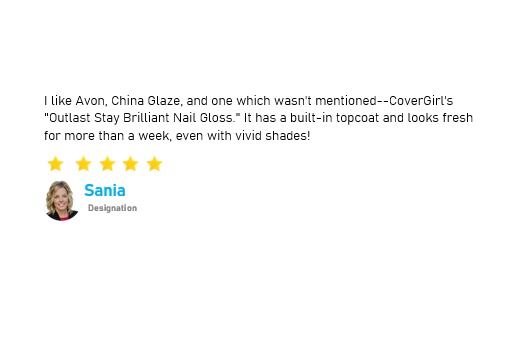 I like Avon, China Glaze, and one which wasn't mentioned--CoverGirl's
"Outlast Stay Brilliant Nail Gloss." It has a built-in topcoat and looks fresh
for more than a week, even with vivid shades!
Sania
Designation